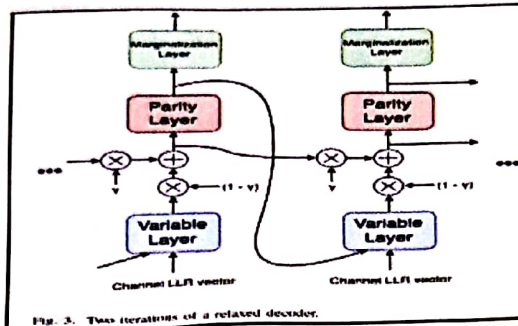 Marginalization
Layer
Marginalization
Layer
Parity
Layer
Parity
Layer
γ
γ
(1 - γ)
(1 - γ)
Variable
Layer
Variable
Layer
Channel LLR vector
Channel LLR vector
Fig. 3. Two iterations of a relaxed decoder.